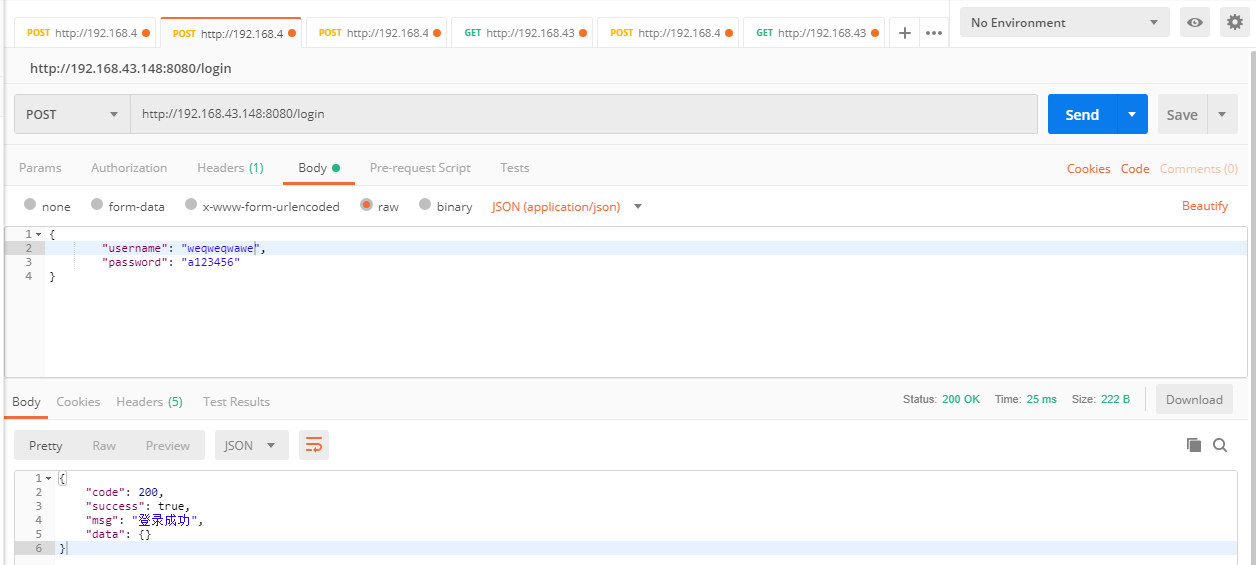 POST http://192.168.4 POST http://192.168.4 POST http://192.168.4 GET http://192.168.43 POST http://192.168.4 GET http://192.168.43 + ••• No Environment
http://192.168.43.148:8080/login
POST http://192.168.43.148:8080/login Send Save
Params Authorization Headers (1) Body Pre-request Script Tests Cookies Code Comments (0)
none form-data x-www-form-urlencoded raw binary JSON (application/json) Beautify
1 {
2 "username": "weqweqwawe",
3 "password": "a123456"
4 }
Body Cookies Headers (5) Test Results Status: 200 OK Time: 25 ms Size: 222 B Download
Pretty Raw Preview JSON
1 {
2 "code": 200,
3 "success": true,
4 "msg": "登录成功",
5 "data": {}
6 }